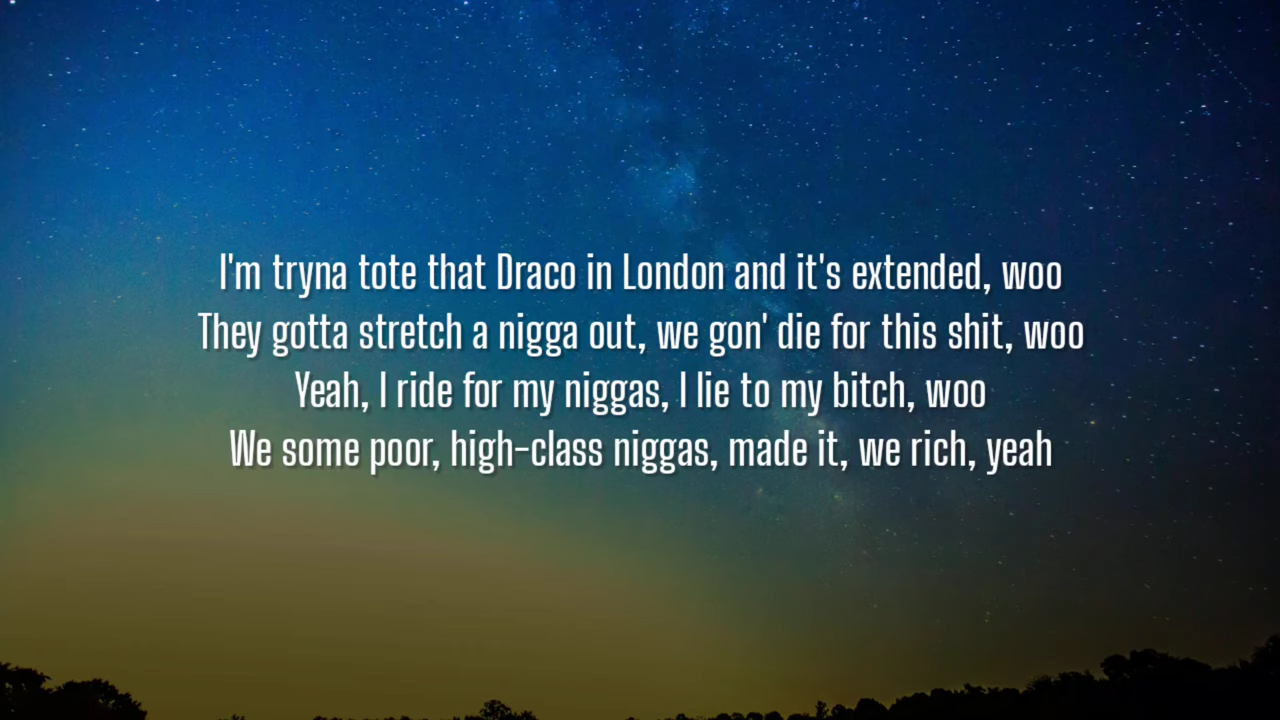 I'm tryna tote that Draco in London and it's extended, woo
They gotta stretch a nigga out, we gon' die for this shit, woo
Yeah, I ride for my niggas, I lie to my bitch, woo
We some poor, high-class niggas, made it, we rich, yeah